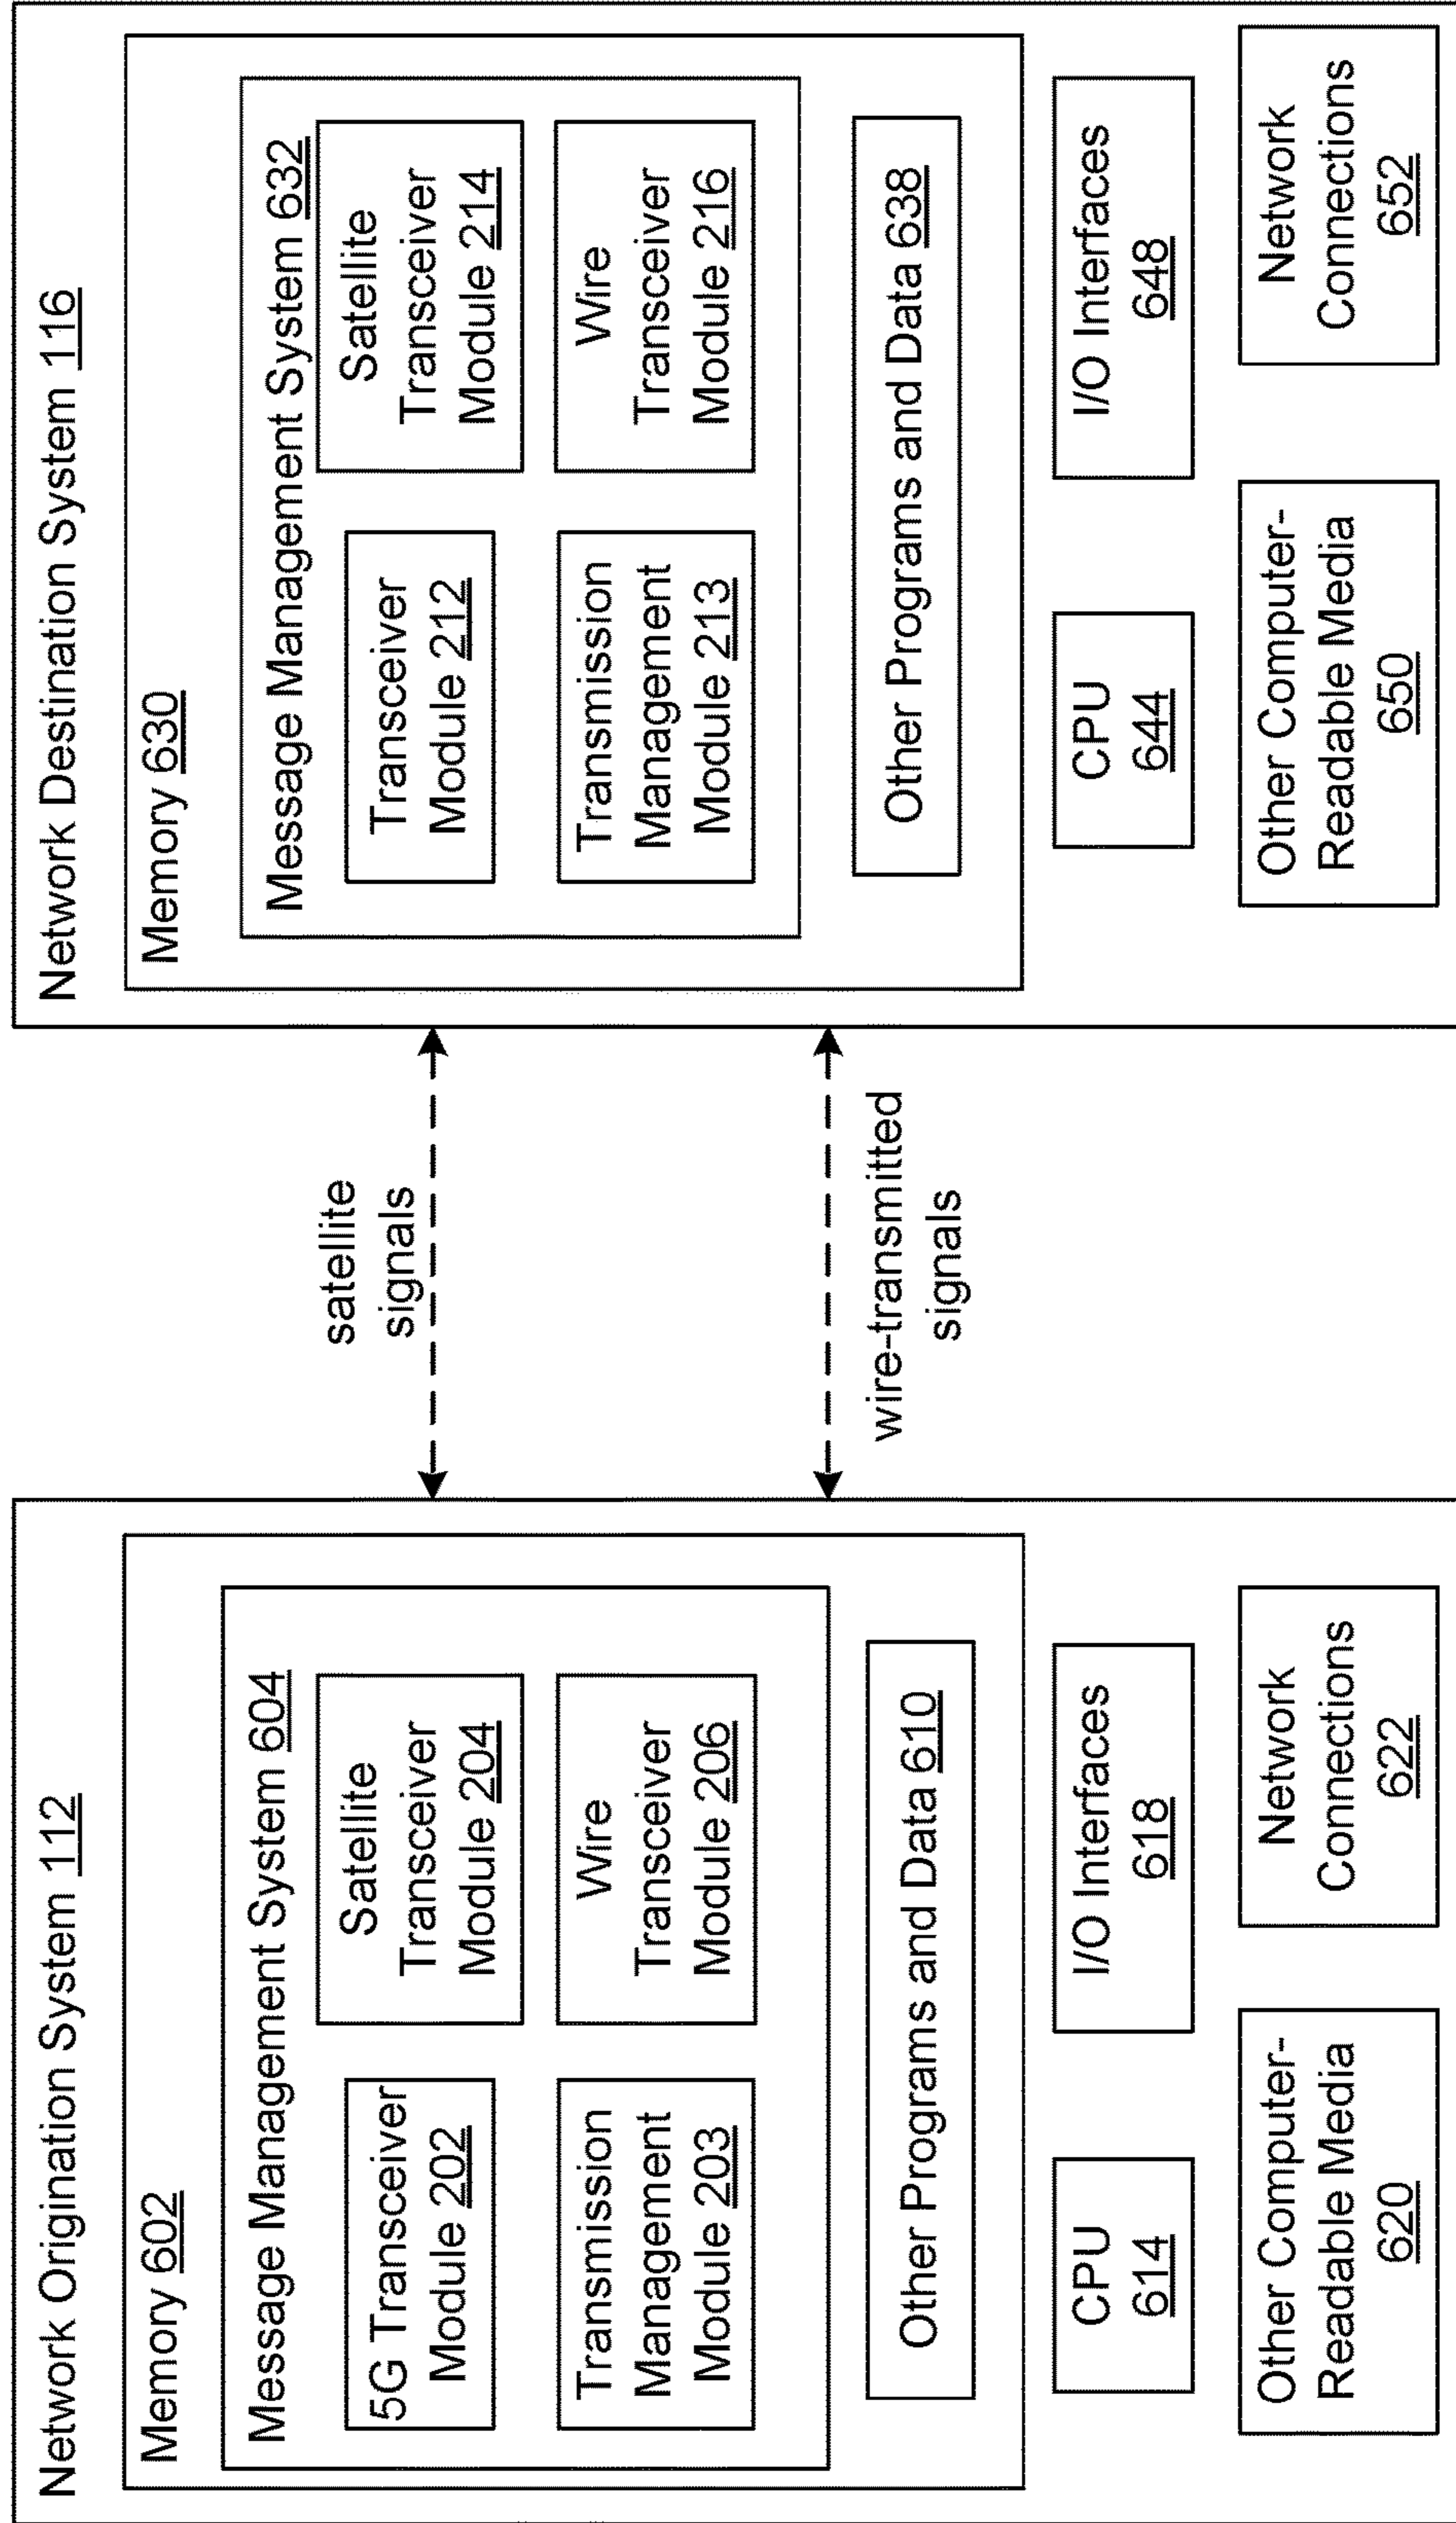 Network Origination System 112
Memory 602
Message Management System 604
5G Transceiver
Module 202
Satellite
Transceiver
Module 204
Transmission
Management
Module 203
Wire
Transceiver
Module 206
Other Programs and Data 610
CPU
614
I/O Interfaces
618
Other Computer-
Readable Media
620
Network
Connections
622
satellite
signals
wire-transmitted
signals
Network Destination System 116
Memory 630
Message Management System 632
Transceiver
Module 212
Satellite
Transceiver
Module 214
Transmission
Management
Module 213
Wire
Transceiver
Module 216
Other Programs and Data 638
CPU
644
I/O Interfaces
648
Other Computer-
Readable Media
650
Network
Connections
652